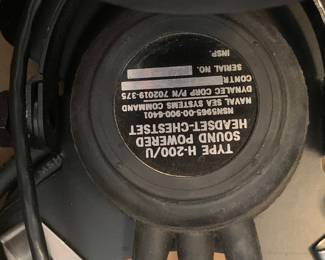 TYPE H-200/U
SOUND POWERED
HEADSET-CHESTSET
NSN5965-00-900-6401
NAVAL SEA SYSTEMS COMMAND
DYNALEC CORP P/N 702019-375
CONTR.
SERIAL NO.
INSP.